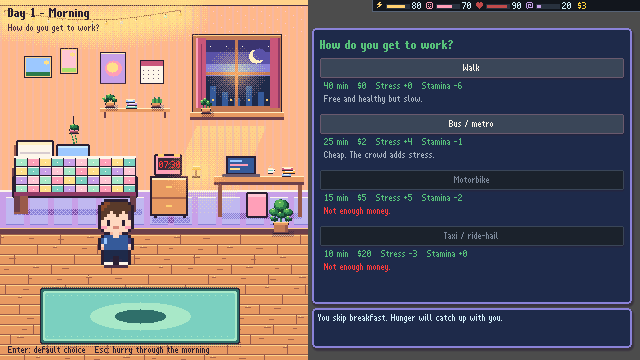 Day 1 - Morning
How do you get to work?
80 70 90 20 $3
07:30
How do you get to work?
Walk
40 min $0 Stress +0 Stamina -6
Free and healthy but slow.
Bus / metro
25 min $2 Stress +4 Stamina -1
Cheap. The crowd adds stress.
Motorbike
15 min $5 Stress +5 Stamina -2
Not enough money.
Taxi / ride-hail
10 min $20 Stress -3 Stamina +0
Not enough money.
You skip breakfast. Hunger will catch up with you.
Enter: default choice Esc: hurry through the morning